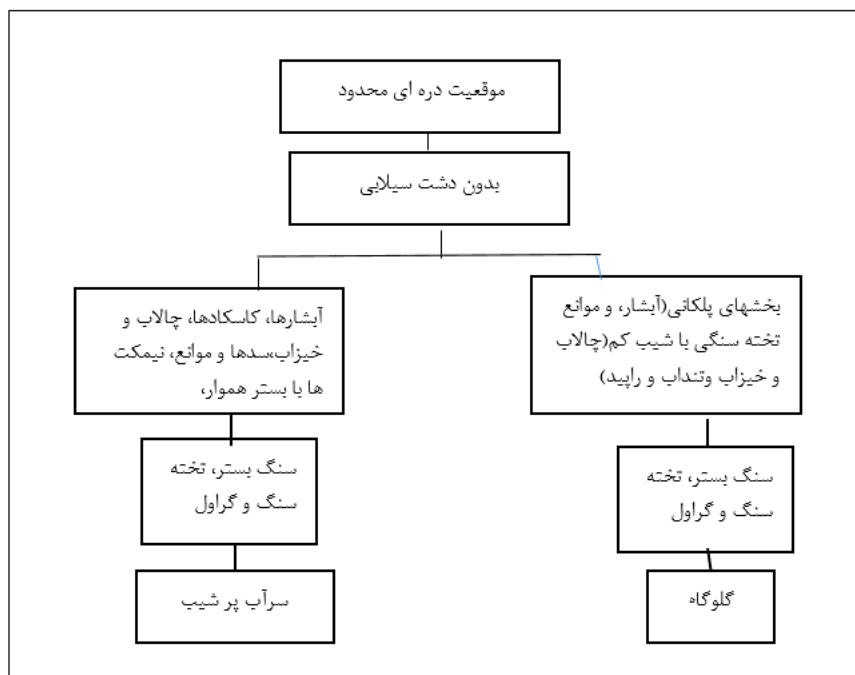 موقعیت دره ای محدود
بدون دشت سیلابی
بخشهای پلکانی(آبشار، و موانع
تخته سنگی با شیب کم(چالاب
و خیزاب وتنداب و راپید)
آبشارها، کاسکادها، چالاب و
خیزاب،سدها و موانع، نیمکت
ها با بستر هموار،
سنگ بستر، تخته
سنگ و گراول
سنگ بستر، تخته
سنگ و گراول
گلوگاه
سرآب پر شیب